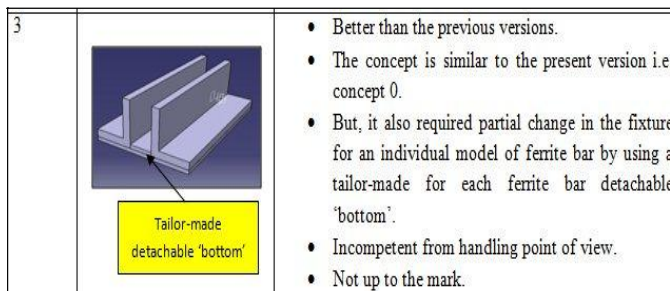 3
Tailor-made
detachable ‘bottom’
• Better than the previous versions.
• The concept is similar to the present version i.e
concept 0.
• But, it also required partial change in the fixture
for an individual model of ferrite bar by using a
tailor-made for each ferrite bar detachable
‘bottom’.
• Incompetent from handling point of view.
• Not up to the mark.